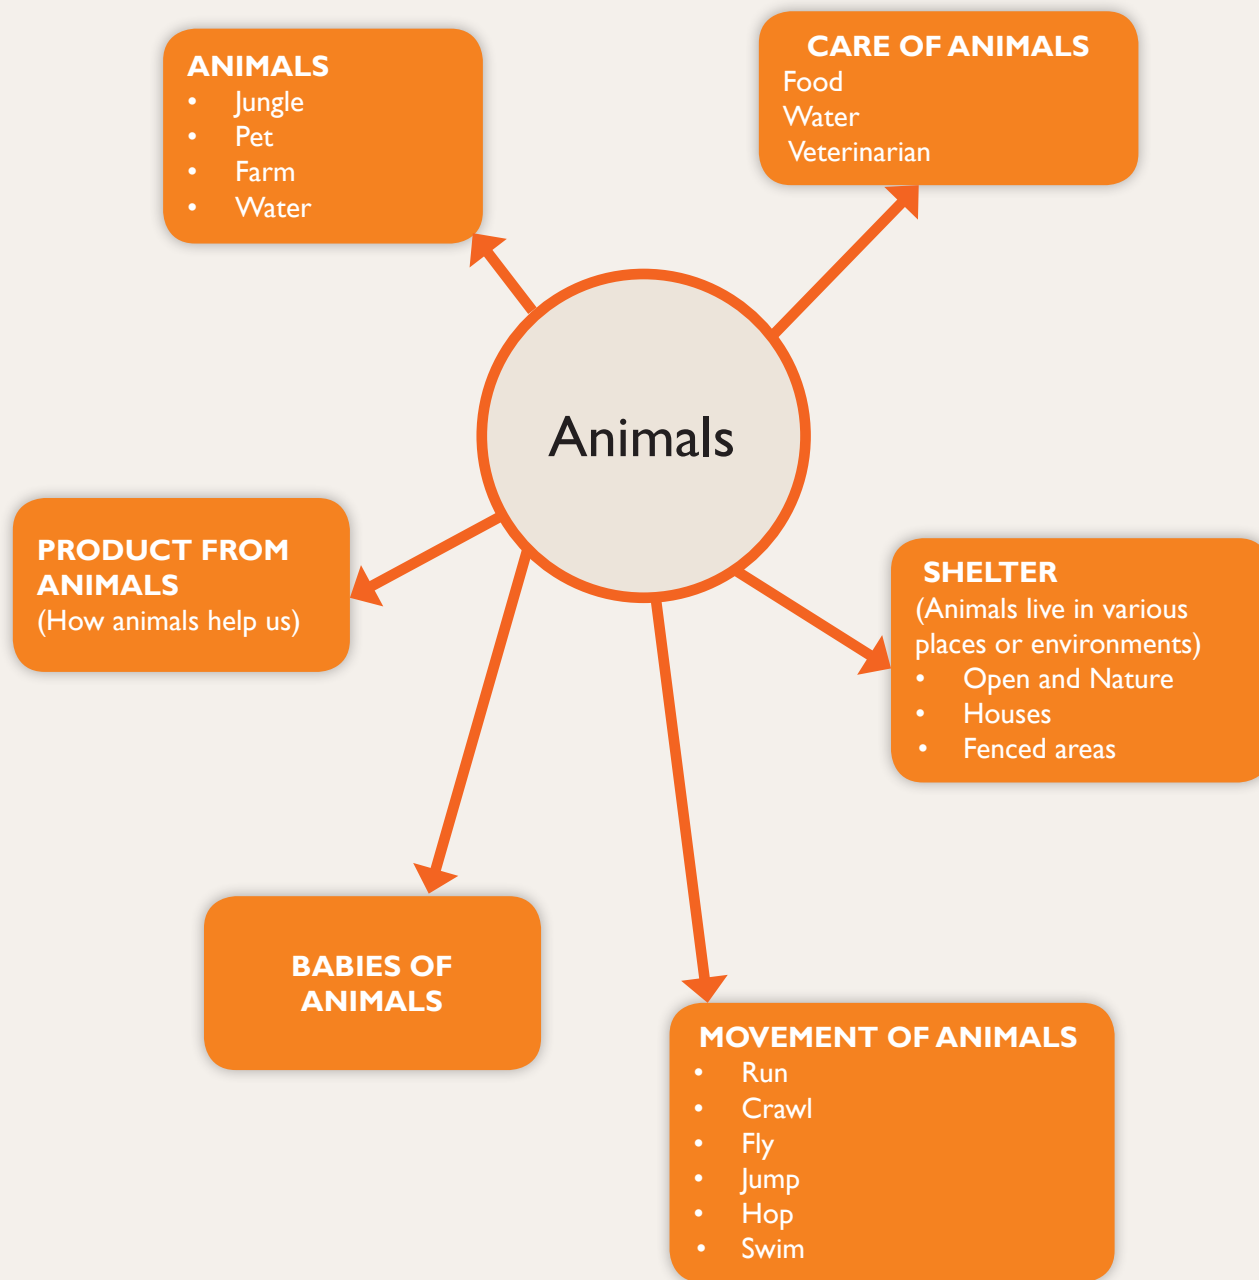 ANIMALS
• Jungle
• Pet
• Farm
• Water
CARE OF ANIMALS
Food
Water
Veterinarian
Animals
PRODUCT FROM
ANIMALS
(How animals help us)
SHELTER
(Animals live in various
places or environments)
• Open and Nature
• Houses
• Fenced areas
BABIES OF
ANIMALS
MOVEMENT OF ANIMALS
• Run
• Crawl
• Fly
• Jump
• Hop
• Swim